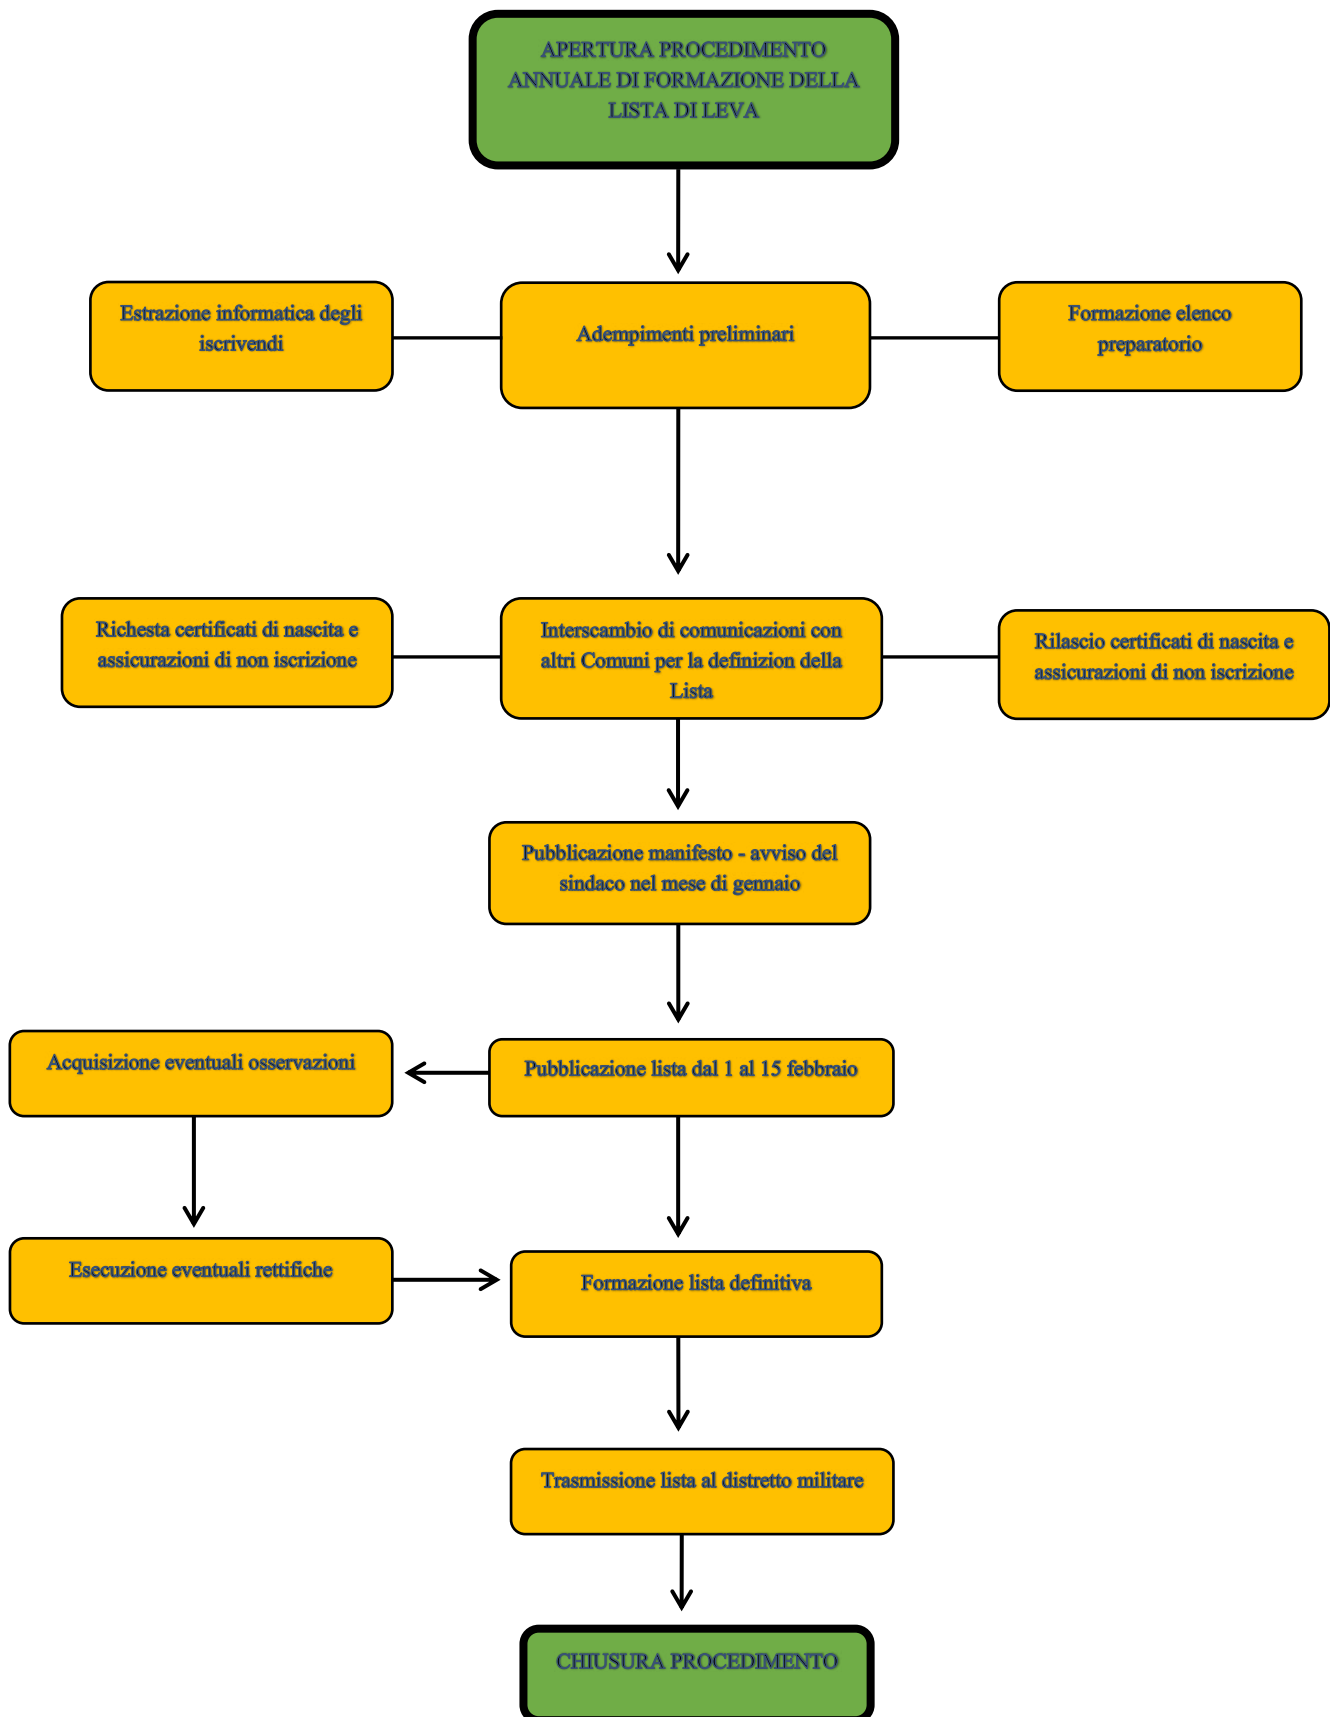 APERTURA PROCEDIMENTO
ANNUALE DI FORMAZIONE DELLA
LISTA DI LEVA
Estrazione informatica degli
iscrivendi
Adempimenti preliminari
Formazione elenco
preparatorio
Richesta certificati di nascita e
assicurazioni di non iscrizione
Interscambio di comunicazioni con
altri Comuni per la definizion della
Lista
Rilascio certificati di nascita e
assicurazioni di non iscrizione
Pubblicazione manifesto - avviso del
sindaco nel mese di gennaio
Acquisizione eventuali osservazioni
Pubblicazione lista dal 1 al 15 febbraio
Esecuzione eventuali rettifiche
Formazione lista definitiva
Trasmissione lista al distretto militare
CHIUSURA PROCEDIMENTO